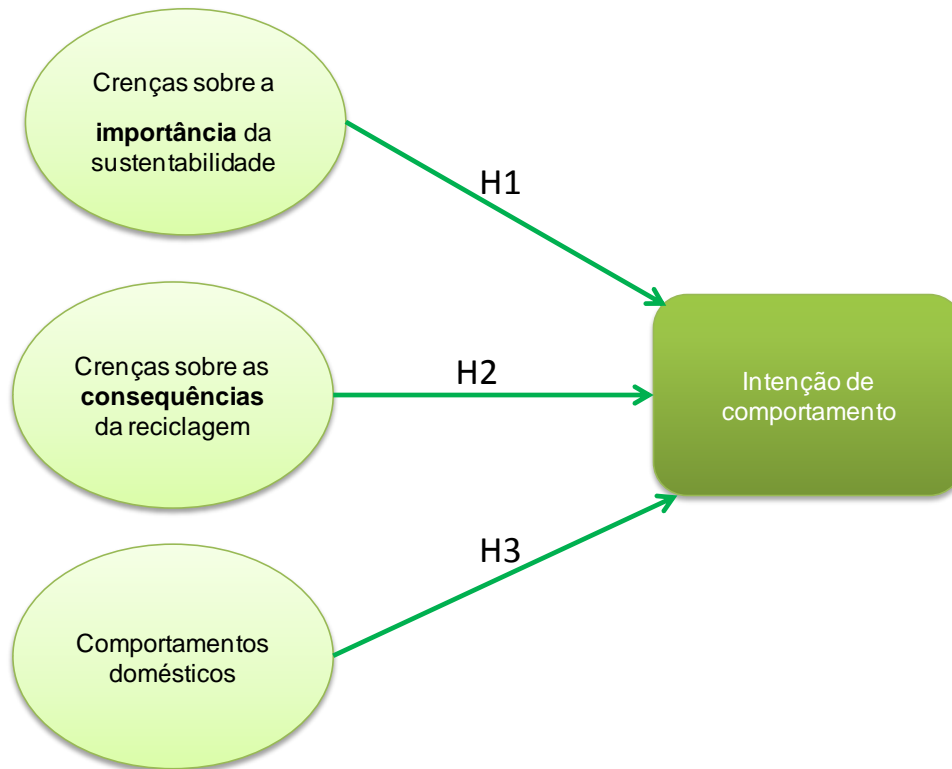 Crenças sobre a
importância da
sustentabilidade
H1
Crenças sobre as
consequências
da reciclagem
H2
Intenção de
comportamento
H3
Comportamentos
domésticos